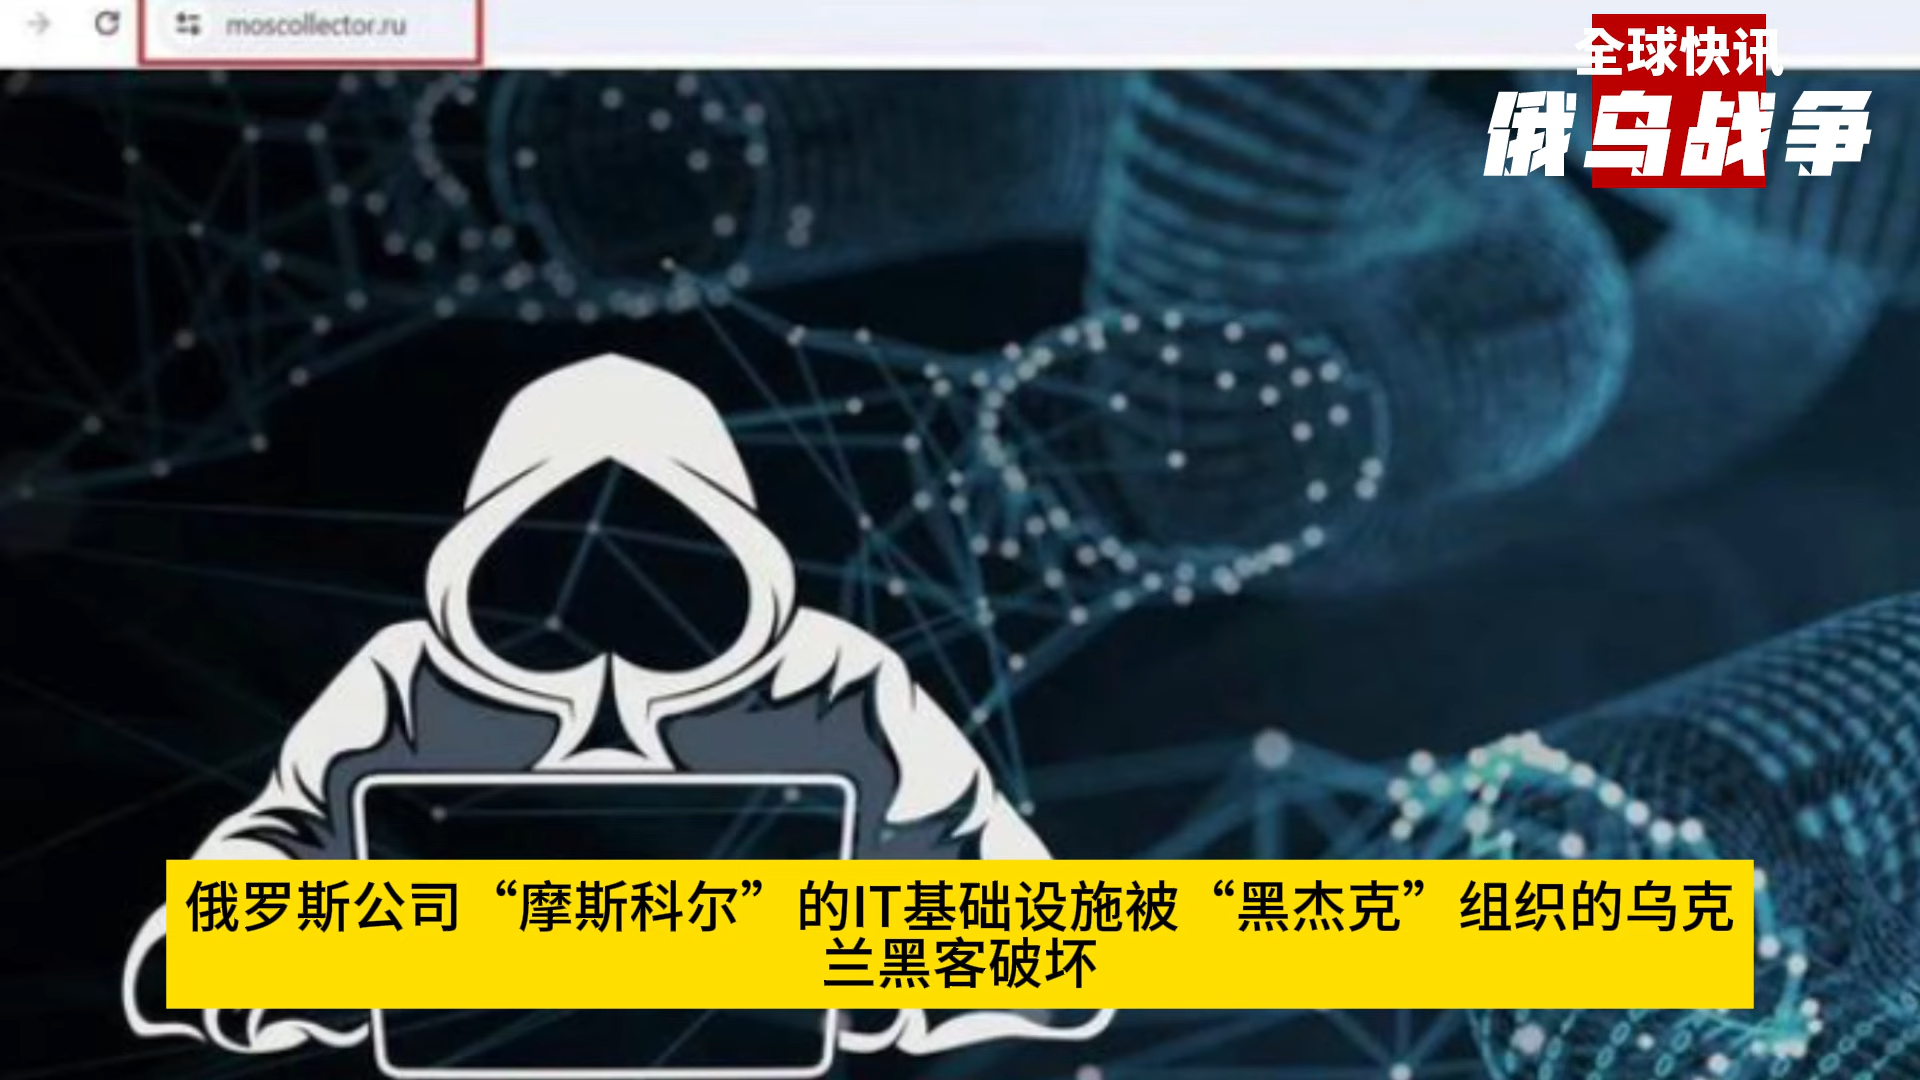 moscollector.ru
全球快讯
俄乌战争
俄罗斯公司“摩斯科尔”的IT基础设施被“黑杰克”组织的乌克
兰黑客破坏